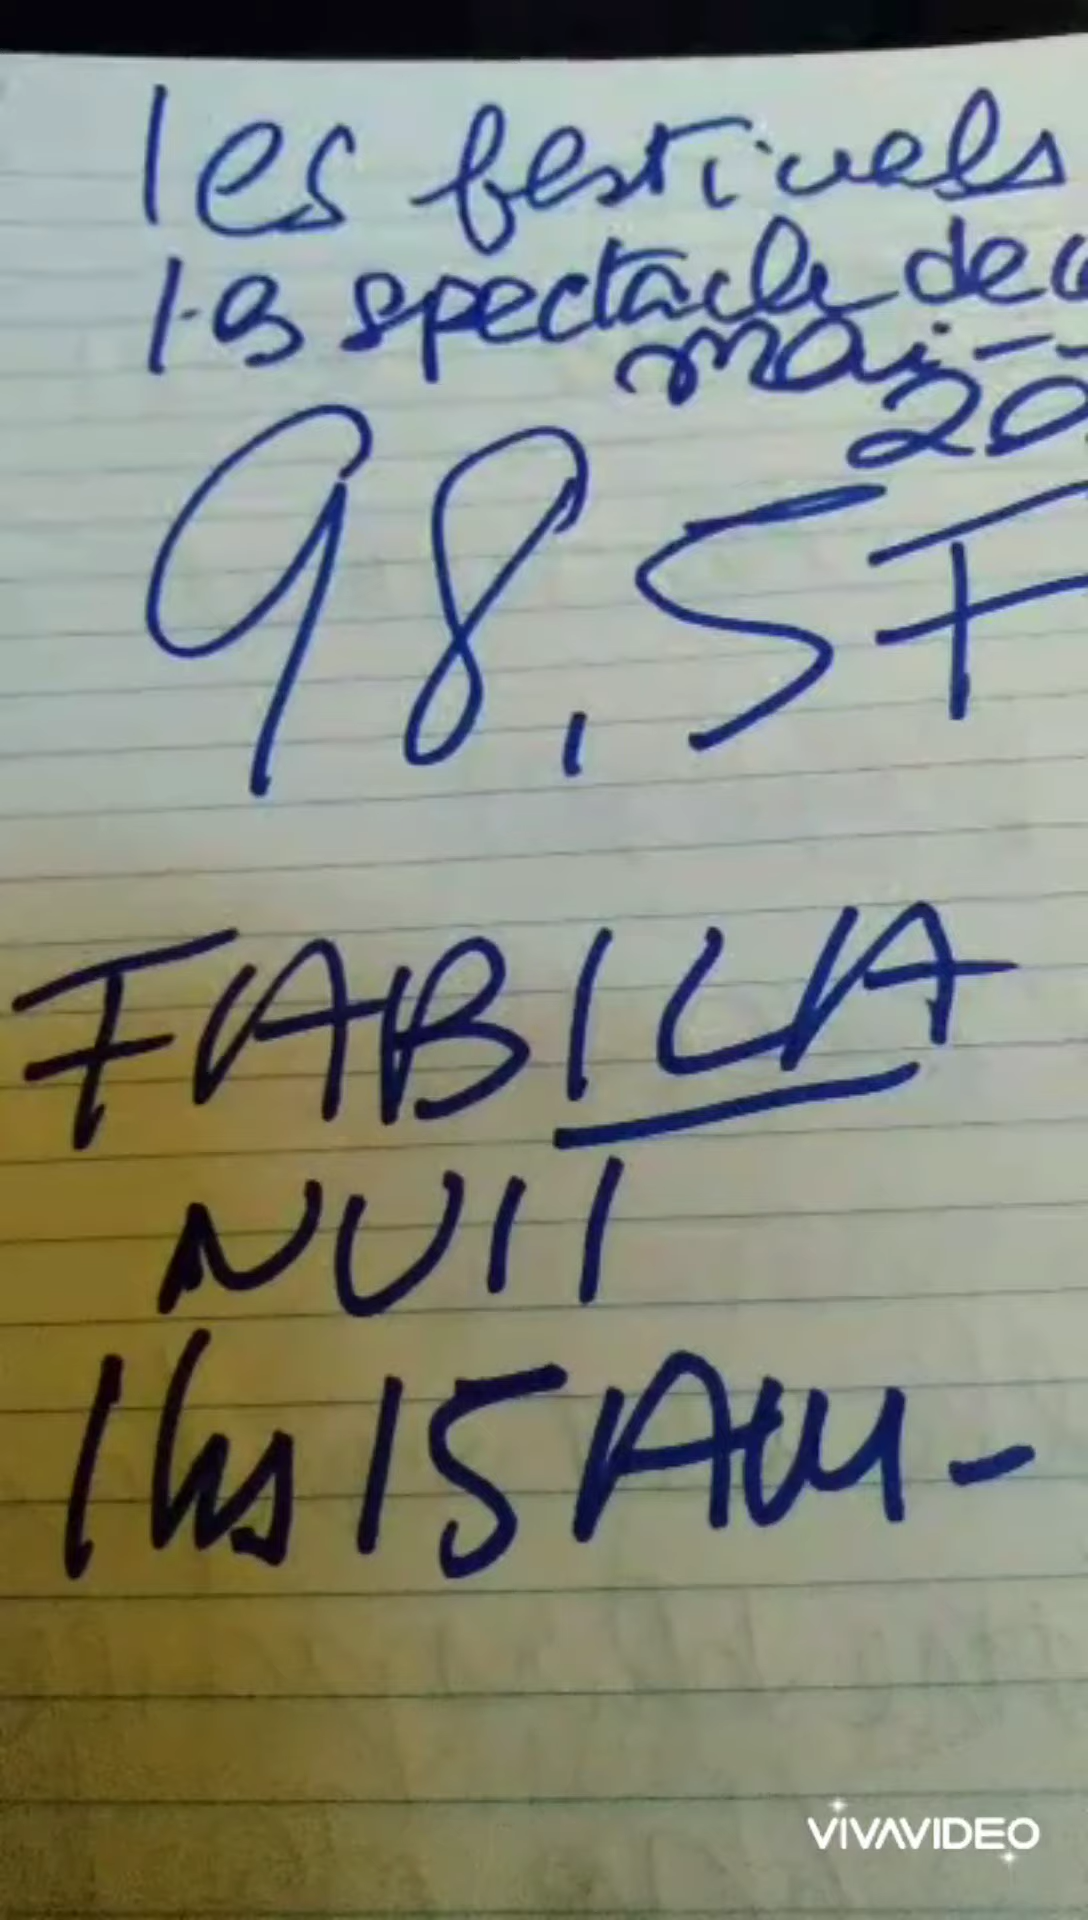 les festivals
les spectacle de
mai --
20
98,5F
FABILA
NUIT
1hs15AM-
VIVAVIDEO